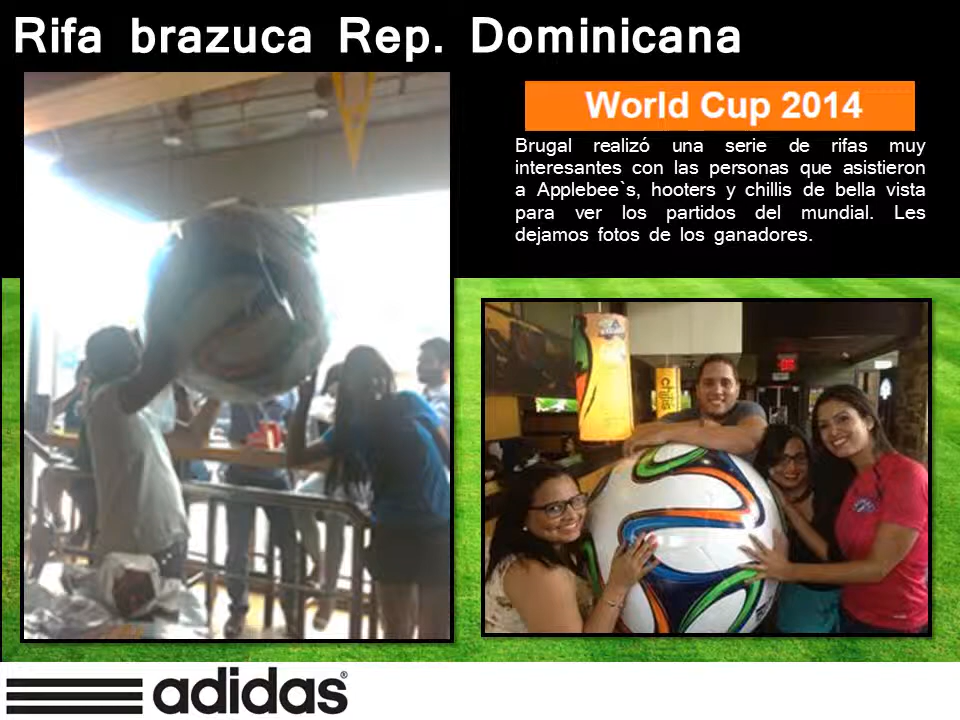 Rifa brazuca Rep. Dominicana
World Cup 2014
Brugal realizó una serie de rifas muy
interesantes con las personas que asistieron
a Applebee`s, hooters y chillis de bella vista
para ver los partidos del mundial. Les
dejamos fotos de los ganadores.
chilis
adidas®